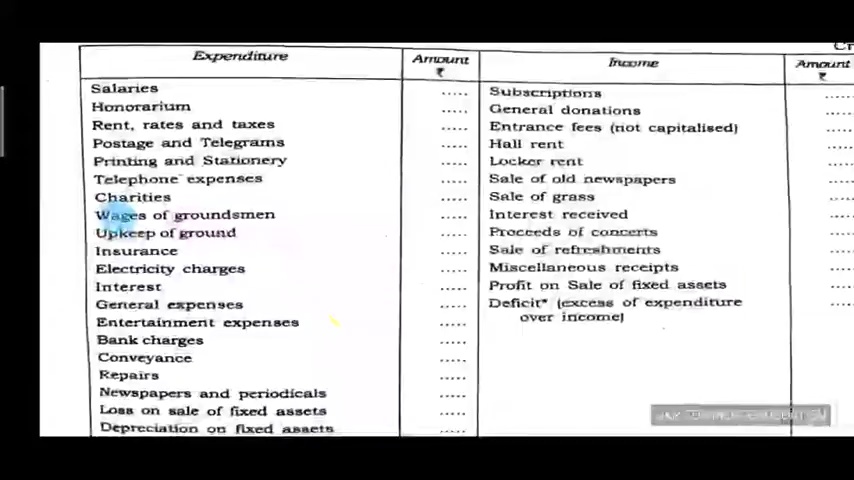 Cr
Expenditure Amount ₹ Income Amount ₹
Salaries ..... Subscriptions .....
Honorarium ..... General donations .....
Rent, rates and taxes ..... Entrance fees (not capitalised) .....
Postage and Telegrams ..... Hall rent .....
Printing and Stationery ..... Locker rent .....
Telephone expenses ..... Sale of old newspapers .....
Charities ..... Sale of grass .....
Wages of groundsmen ..... Interest received .....
Upkeep of ground ..... Proceeds of concerts .....
Insurance ..... Sale of refreshments .....
Electricity charges ..... Miscellaneous receipts .....
Interest ..... Profit on Sale of fixed assets .....
General expenses ..... Deficit* (excess of expenditure .....
Entertainment expenses ..... over income)
Bank charges .....
Conveyance .....
Repairs .....
Newspapers and periodicals .....
Loss on sale of fixed assets .....
Depreciation on fixed assets .....